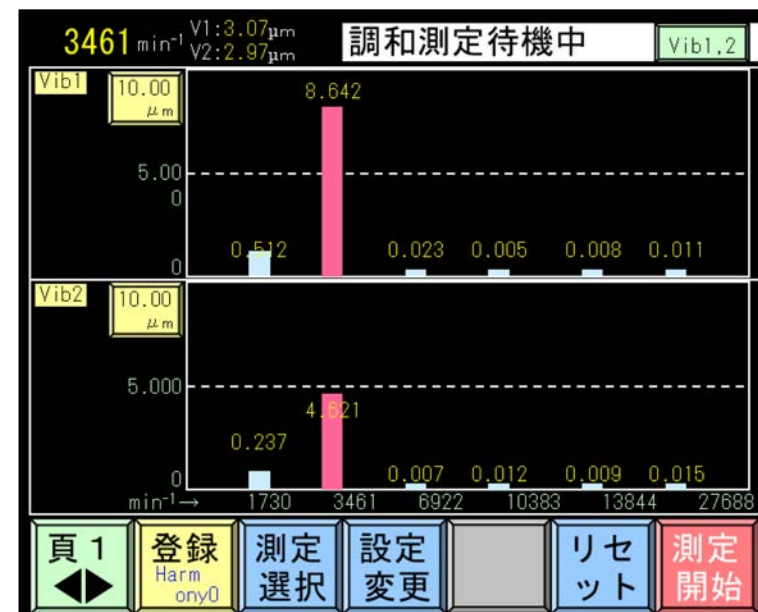 3461 min-1 V1:3.07μm
V2:2.97μm
調和測定待機中
Vib1,2
Vib1
10.00
μm
8.642
5.00
0
0.512 0.023 0.005 0.008 0.011
0
Vib2
10.00
μm
5.000
4.621
0.237
0.007 0.012 0.009 0.015
0
min-1→ 1730 3461 6922 10383 13844 27688
頁1
◀▶
登録
Harm
ony0
測定
選択
設定
変更
リセ
ット
測定
開始